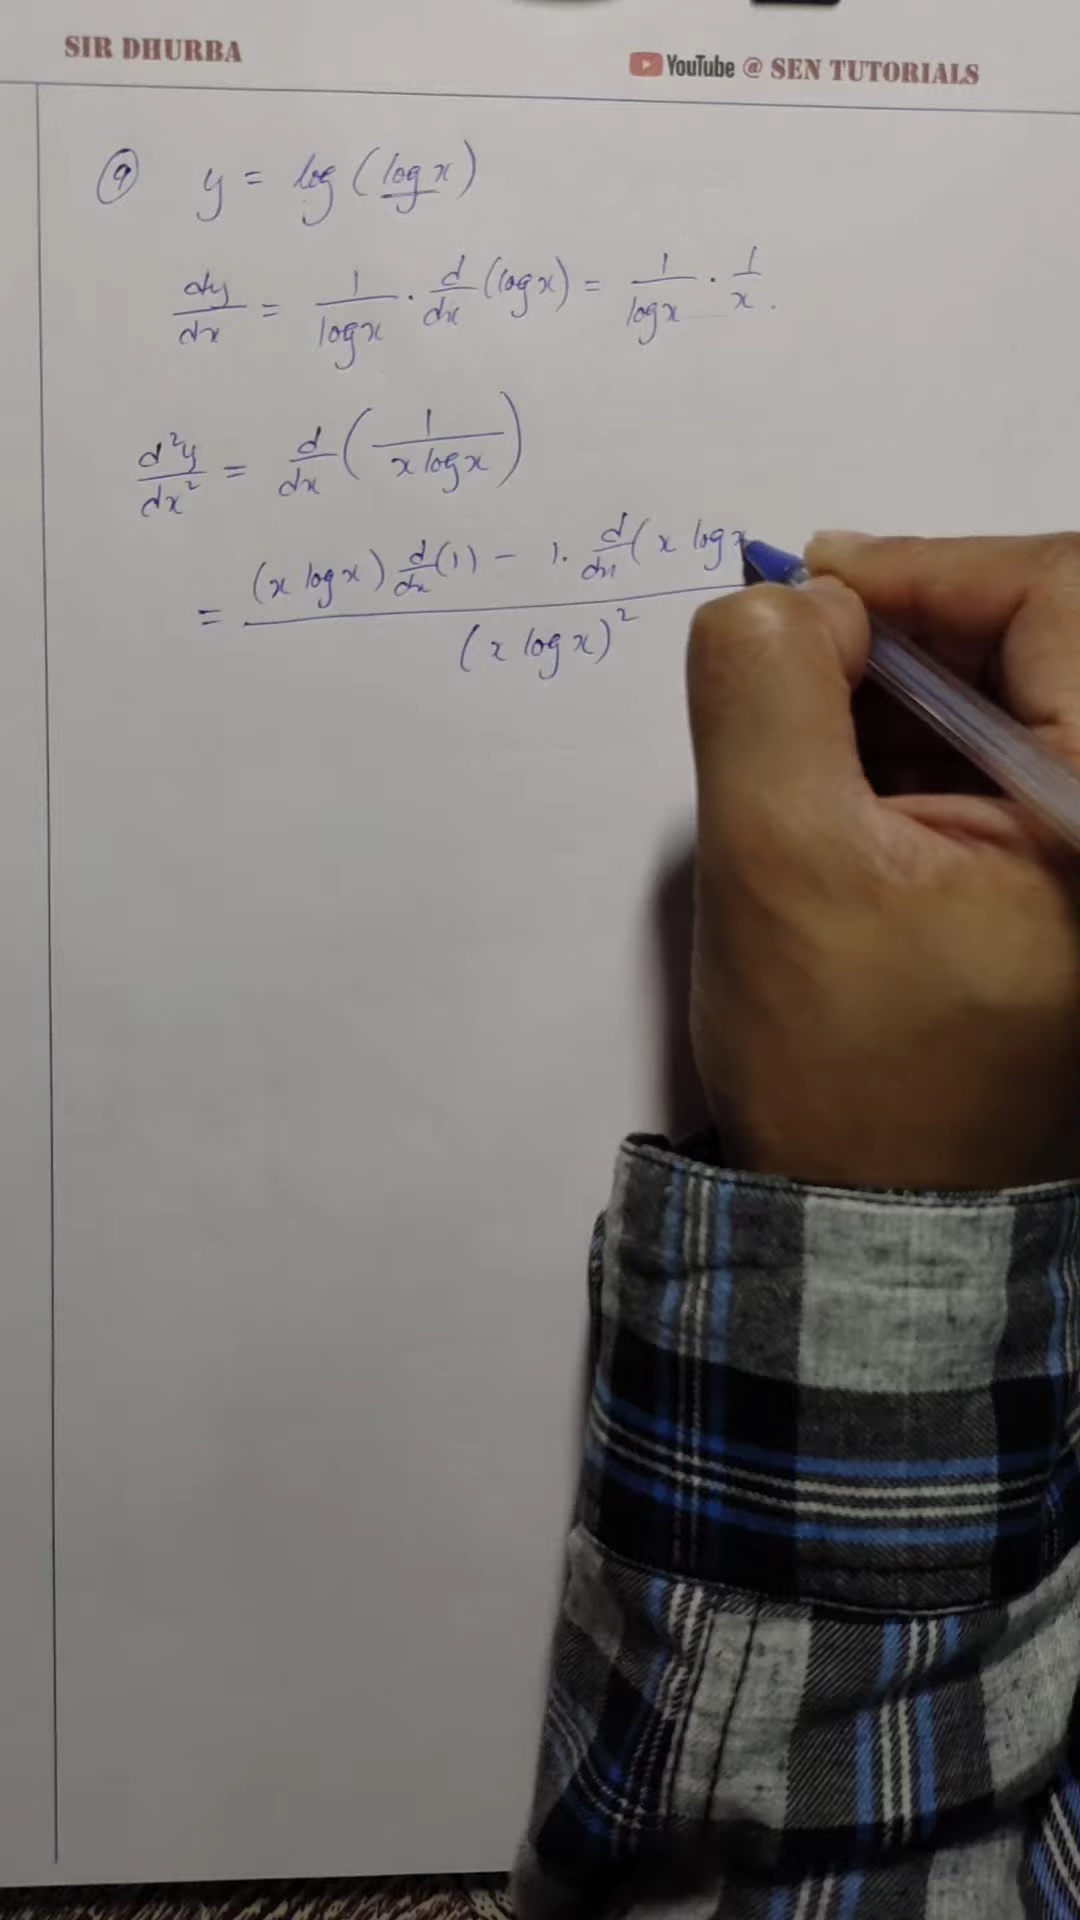 SIR DHURBA
YouTube @ SEN TUTORIALS
⑨ y = log (log x)
dy/dx = 1/log x · d/dx (log x) = 1/log x · 1/x .
d²y/dx² = d/dx ( 1/x log x )
= (x log x) d/dx (1) - 1. d/dx ( x log x
(x log x)²